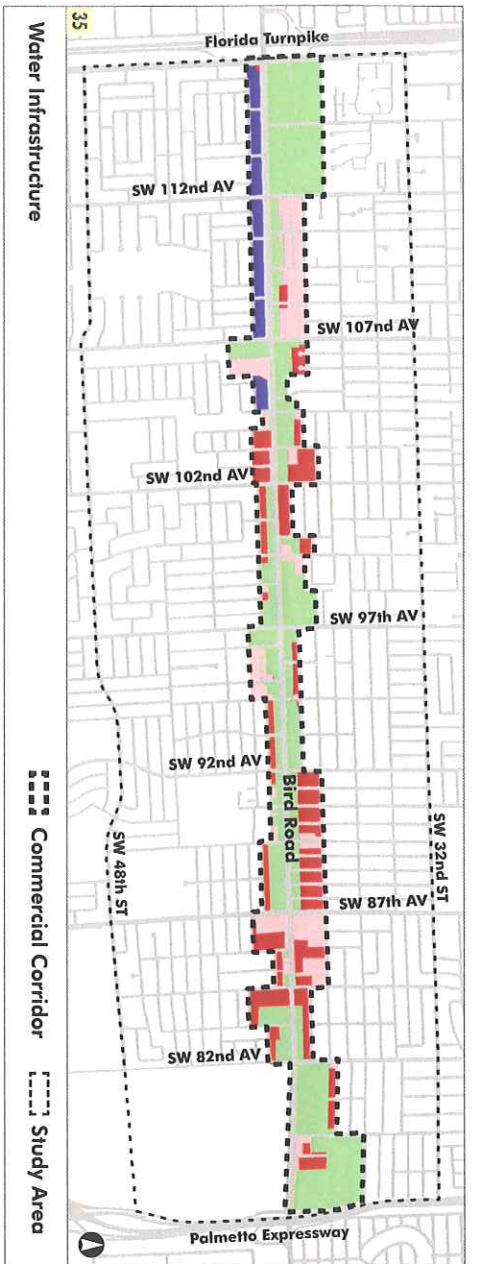 35
Florida Turnpike
SW 112nd AV
SW 107nd AV
SW 102nd AV
SW 97th AV
SW 92nd AV
Bird Road
SW 87th AV
SW 82nd AV
SW 32nd ST
SW 48th ST
Palmetto Expressway
Water Infrastructure
Commercial Corridor
Study Area